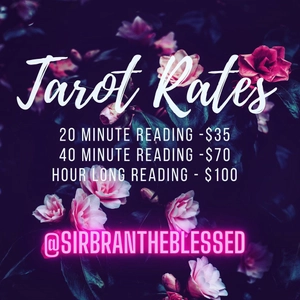 Tarot Rates
20 MINUTE READING -$35
40 MINUTE READING -$70
HOUR LONG READING - $100
@SIRBRANTHEBLESSED